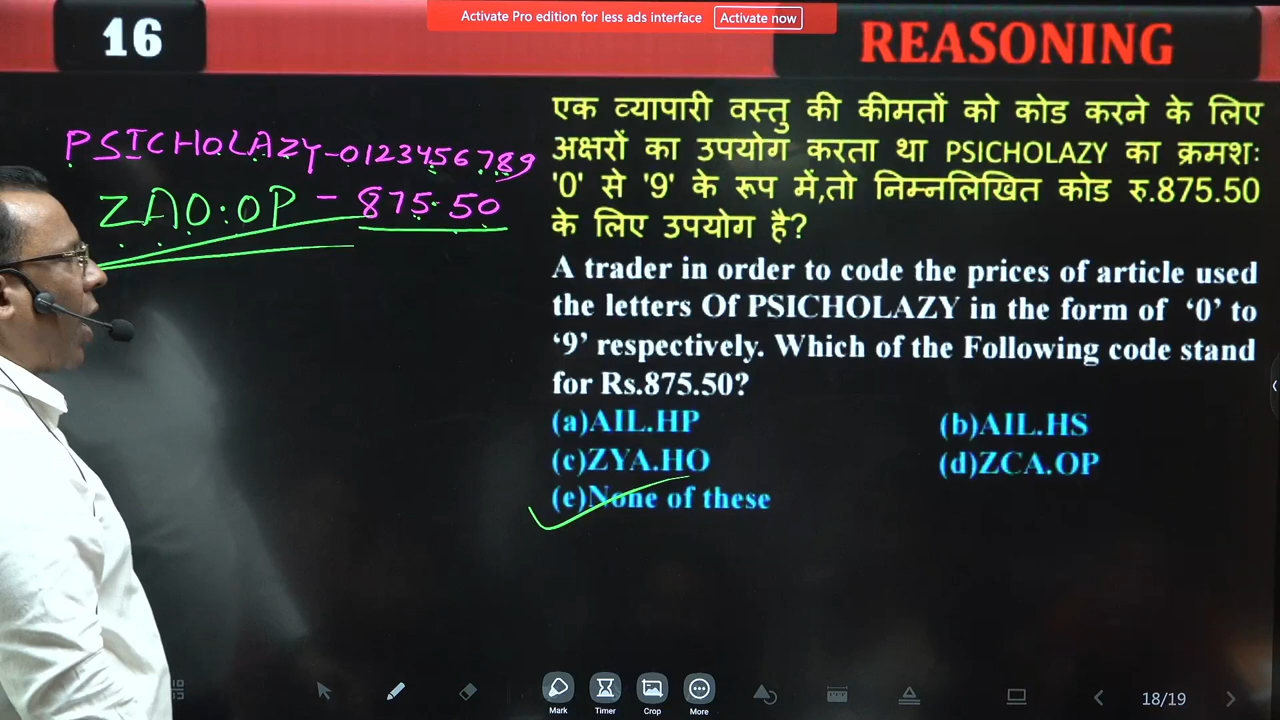 Activate Pro edition for less ads interface Activate now
16
REASONING
PSICHOLAZY-0123456789
ZAO.OP - 875.50
एक व्यापारी वस्तु की कीमतों को कोड करने के लिए
अक्षरों का उपयोग करता था PSICHOLAZY का क्रमशः
'0' से '9' के रूप में,तो निम्नलिखित कोड रु.875.50
के लिए उपयोग है?
A trader in order to code the prices of article used
the letters Of PSICHOLAZY in the form of ‘0’ to
‘9’ respectively. Which of the Following code stand
for Rs.875.50?
(a)AIL.HP (b)AIL.HS
(c)ZYA.HO (d)ZCA.OP
(e)None of these
Mark Timer Crop More
18/19